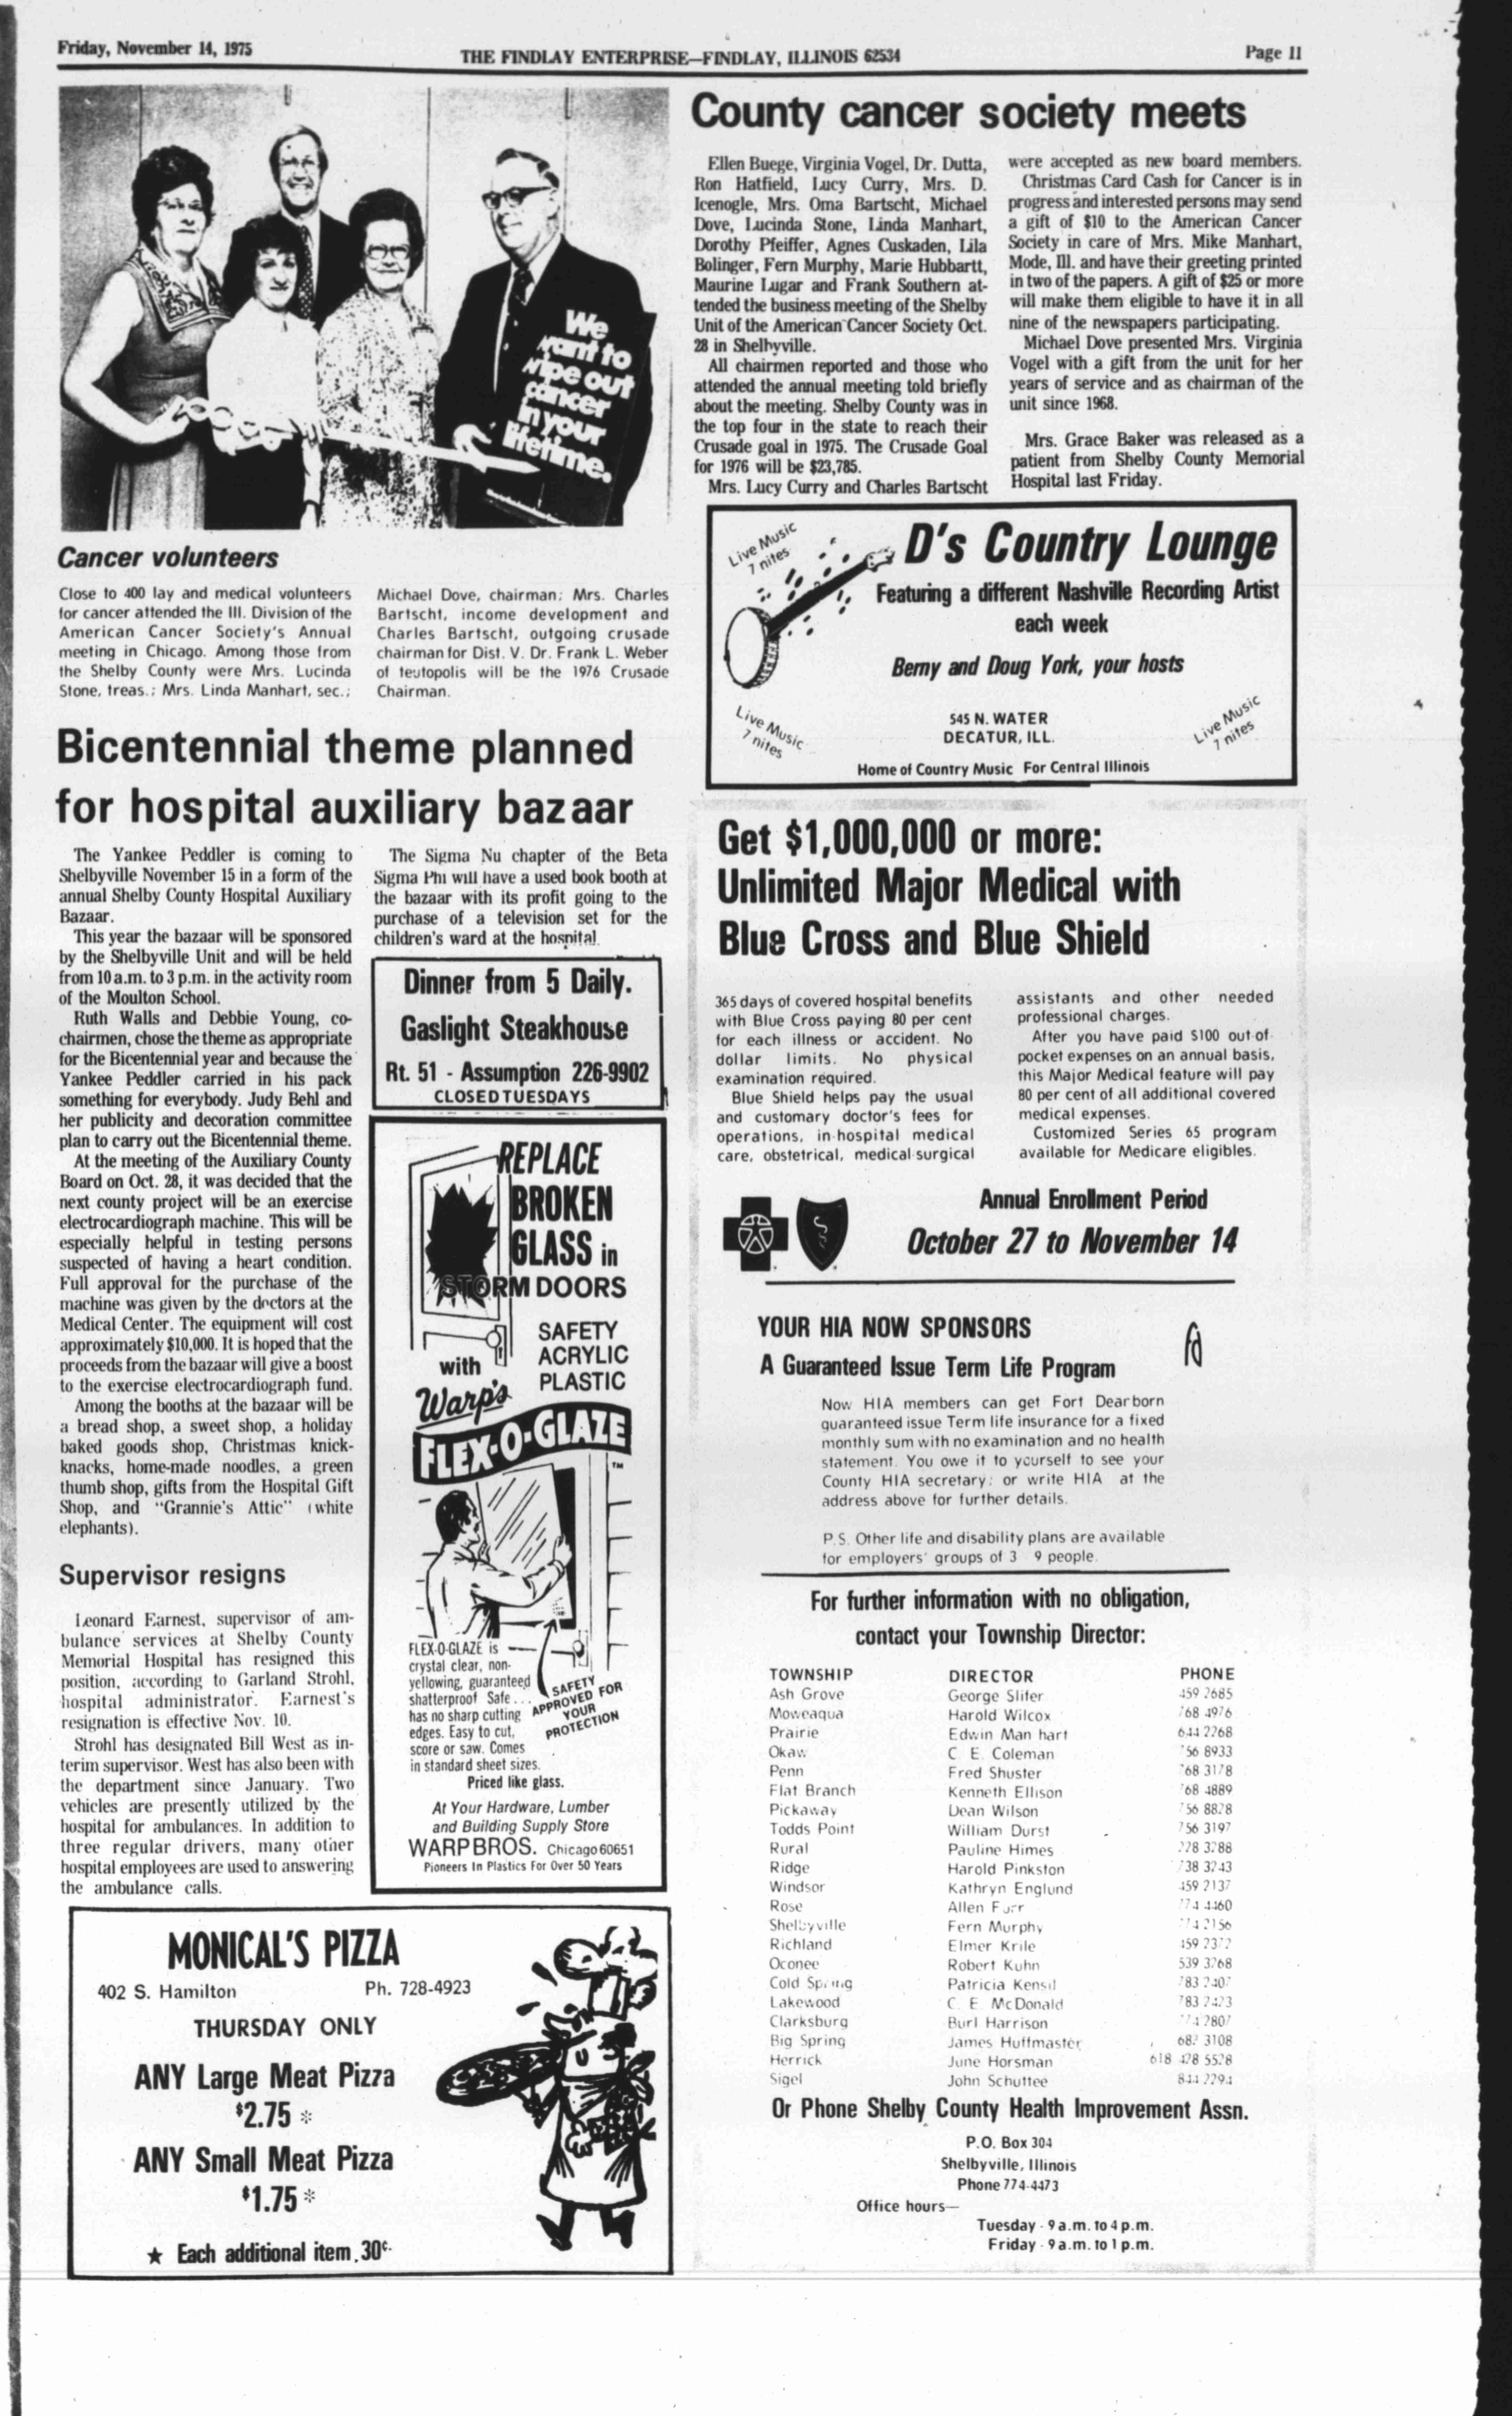 Friday, November 14, 1975
THE FINDLAY ENTERPRISE—FINDLAY, ILLINOIS 62534
Page 11
We
want to
wipe out
cancer
in your
lifetime.
Cancer volunteers
Close to 400 lay and medical volunteers
for cancer attended the Ill. Division of the
American Cancer Society's Annual
meeting in Chicago. Among those from
the Shelby County were Mrs. Lucinda
Stone, treas.; Mrs. Linda Manhart, sec.;
Michael Dove, chairman; Mrs. Charles
Bartscht, income development and
Charles Bartscht, outgoing crusade
chairman for Dist. V. Dr. Frank L. Weber
of teutopolis will be the 1976 Crusade
Chairman.
County cancer society meets
Ellen Buege, Virginia Vogel, Dr. Dutta,
Ron Hatfield, Lucy Curry, Mrs. D.
Icenogle, Mrs. Oma Bartscht, Michael
Dove, Lucinda Stone, Linda Manhart,
Dorothy Pfeiffer, Agnes Cuskaden, Lila
Bolinger, Fern Murphy, Marie Hubbartt,
Maurine Lugar and Frank Southern at-
tended the business meeting of the Shelby
Unit of the American Cancer Society Oct.
28 in Shelbyville.
All chairmen reported and those who
attended the annual meeting told briefly
about the meeting. Shelby County was in
the top four in the state to reach their
Crusade goal in 1975. The Crusade Goal
for 1976 will be $23,785.
Mrs. Lucy Curry and Charles Bartscht
were accepted as new board members.
Christmas Card Cash for Cancer is in
progress and interested persons may send
a gift of $10 to the American Cancer
Society in care of Mrs. Mike Manhart,
Mode, Ill. and have their greeting printed
in two of the papers. A gift of $25 or more
will make them eligible to have it in all
nine of the newspapers participating.
Michael Dove presented Mrs. Virginia
Vogel with a gift from the unit for her
years of service and as chairman of the
unit since 1968.
Mrs. Grace Baker was released as a
patient from Shelby County Memorial
Hospital last Friday.
Live Music
7 nites
D's Country Lounge
Featuring a different Nashville Recording Artist
each week
Berny and Doug York, your hosts
Live Music
7 nites
545 N. WATER
DECATUR, ILL.
Live Music
7 nites
Home of Country Music For Central Illinois
Bicentennial theme planned
for hospital auxiliary bazaar
The Yankee Peddler is coming to
Shelbyville November 15 in a form of the
annual Shelby County Hospital Auxiliary
Bazaar.
This year the bazaar will be sponsored
by the Shelbyville Unit and will be held
from 10 a.m. to 3 p.m. in the activity room
of the Moulton School.
Ruth Walls and Debbie Young, co-
chairmen, chose the theme as appropriate
for the Bicentennial year and because the
Yankee Peddler carried in his pack
something for everybody. Judy Behl and
her publicity and decoration committee
plan to carry out the Bicentennial theme.
At the meeting of the Auxiliary County
Board on Oct. 28, it was decided that the
next county project will be an exercise
electrocardiograph machine. This will be
especially helpful in testing persons
suspected of having a heart condition.
Full approval for the purchase of the
machine was given by the doctors at the
Medical Center. The equipment will cost
approximately $10,000. It is hoped that the
proceeds from the bazaar will give a boost
to the exercise electrocardiograph fund.
Among the booths at the bazaar will be
a bread shop, a sweet shop, a holiday
baked goods shop, Christmas knick-
knacks, home-made noodles, a green
thumb shop, gifts from the Hospital Gift
Shop, and "Grannie's Attic" (white
elephants).
The Sigma Nu chapter of the Beta
Sigma Phi will have a used book booth at
the bazaar with its profit going to the
purchase of a television set for the
children's ward at the hospital.
Dinner from 5 Daily.
Gaslight Steakhouse
Rt. 51 - Assumption 226-9902
CLOSED TUESDAYS
REPLACE
BROKEN
GLASS in
STORM DOORS
with
SAFETY
ACRYLIC
PLASTIC
Warp's
FLEX-O-GLAZE
TM
FLEX-O-GLAZE is
crystal clear, non-
yellowing, guaranteed
shatterproof Safe...
has no sharp cutting
edges. Easy to cut,
score or saw. Comes
in standard sheet sizes.
Priced like glass.
SAFETY
APPROVED FOR
YOUR
PROTECTION
At Your Hardware, Lumber
and Building Supply Store
WARP BROS. Chicago 60651
Pioneers In Plastics For Over 50 Years
Supervisor resigns
Leonard Earnest, supervisor of am-
bulance services at Shelby County
Memorial Hospital has resigned this
position, according to Garland Strohl,
hospital administrator. Earnest's
resignation is effective Nov. 10.
Strohl has designated Bill West as in-
terim supervisor. West has also been with
the department since January. Two
vehicles are presently utilized by the
hospital for ambulances. In addition to
three regular drivers, many other
hospital employees are used to answering
the ambulance calls.
MONICAL'S PIZZA
402 S. Hamilton Ph. 728-4923
THURSDAY ONLY
ANY Large Meat Pizza
$2.75 *
ANY Small Meat Pizza
$1.75 *
★ Each additional item .30¢
Get $1,000,000 or more:
Unlimited Major Medical with
Blue Cross and Blue Shield
365 days of covered hospital benefits
with Blue Cross paying 80 per cent
for each illness or accident. No
dollar limits. No physical
examination required.
Blue Shield helps pay the usual
and customary doctor's fees for
operations, in-hospital medical
care, obstetrical, medical-surgical
assistants and other needed
professional charges.
After you have paid $100 out-of-
pocket expenses on an annual basis,
this Major Medical feature will pay
80 per cent of all additional covered
medical expenses.
Customized Series 65 program
available for Medicare eligibles.
Annual Enrollment Period
October 27 to November 14
YOUR HIA NOW SPONSORS
A Guaranteed Issue Term Life Program
fd
Now HIA members can get Fort Dearborn
guaranteed issue Term life insurance for a fixed
monthly sum with no examination and no health
statement. You owe it to yourself to see your
County HIA secretary; or write HIA at the
address above for further details.
P.S. Other life and disability plans are available
for employers' groups of 3 9 people.
For further information with no obligation,
contact your Township Director:
TOWNSHIP DIRECTOR PHONE
Ash Grove George Slifer 459 2685
Moweaqua Harold Wilcox 768 4976
Prairie Edwin Man hart 644 2268
Okaw C. E. Coleman 756 8933
Penn Fred Shuster 768 3178
Flat Branch Kenneth Ellison 768 4889
Pickaway Dean Wilson 756 8828
Todds Point William Durst 756 3197
Rural Pauline Himes 228 3288
Ridge Harold Pinkston 738 3243
Windsor Kathryn Englund 459 2137
Rose Allen Furr 774 4460
Shelbyville Fern Murphy 774 2156
Richland Elmer Krile
Oconee Robert Kuhn 539 3268
Cold Spring Patricia Kensil
Lakewood C. E. McDonald 783 2423
Clarksburg Burl Harrison 774 2807
Big Spring James Huffmaster 682 3108
Herrick June Horsman 618 428 5528
Sigel John Schuttee 844 2294
Or Phone Shelby County Health Improvement Assn.
P.O. Box 304
Shelbyville, Illinois
Phone 774-4473
Office hours—
Tuesday - 9 a.m. to 4 p.m.
Friday - 9 a.m. to 1 p.m.